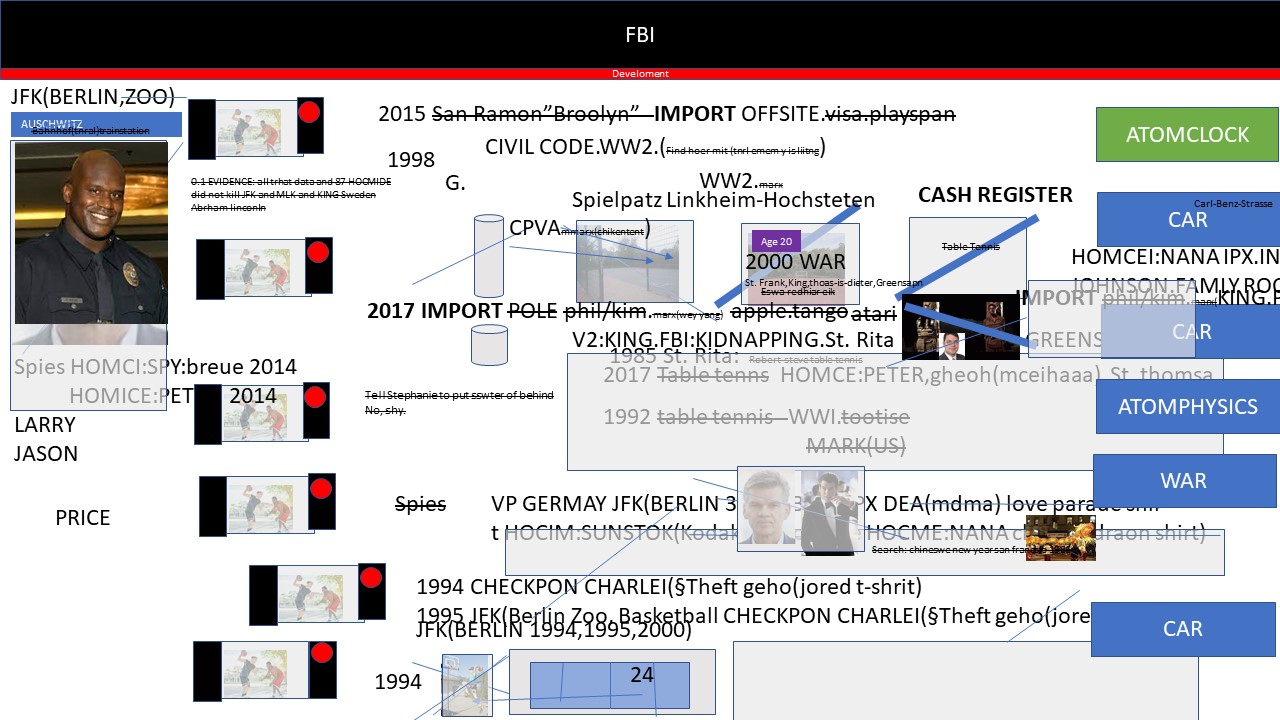 FBI
Develoment
JFK(BERLIN,ZOO)
AUSCHWITZ
Bahnhof(tnral)trainstation
0.1 EVIDENCE: all trhat data and 87 HOCMIDE
did not kill JFK and MLK and KING Sweden
Abrham linconln
Spies HOMCI:SPY:breue 2014
HOMICE:PET 2014
LARRY
JASON
PRICE
2015 San Ramon”Broolyn” IMPORT OFFSITE.visa.playspan
CIVIL CODE.WW2.(Find hoer mit (tnrl emem y is liitng)
1998
G.
WW2.marx
Spielpatz Linkheim-Hochsteten
CASH REGISTER
CPVA
Table Tennis
Age 20
2000 WAR
St. Frank,King,thoas-is-dieter,Greensapn
Eswa redhiar eik
2017 IMPORT POLE phil/kim.marx(wey yang) apple.tango atari
IMPORT phil/kim.marx KING.F
V2:KING.FBI:KIDNAPPING.St. Rita
GREENS
1985 St. Rita: Robert steve table tennis
2017 Table tenns HOMCE:PETER,gheoh(mceihaaa) St. thomsa
1992 table tennis WWI.tootise
MARK(US)
Tell Stephanie to put sswter of behind
No, shy.
Spies
VP GERMAY JFK(BERLIN 3 PX DEA(mdma) love parade
t HOCIM:SUNSTOK(Kodak HOCME:NANA draon shirt)
Search: chineswe new year san francis
1994 CHECKPON CHARLEI(§Theft geho(jored t-shrit)
1995 JFK(Berlin Zoo, Basketball CHECKPON CHARLEI(§Theft geho(jore
JFK(BERLIN 1994,1995,2000)
1994
24
ATOMCLOCK
Carl-Benz-Strasse
CAR
HOMCEI:NANA IPX.IN
JOHNSON.FAMILY.ROC
CAR
ATOMPHYSICS
WAR
CAR